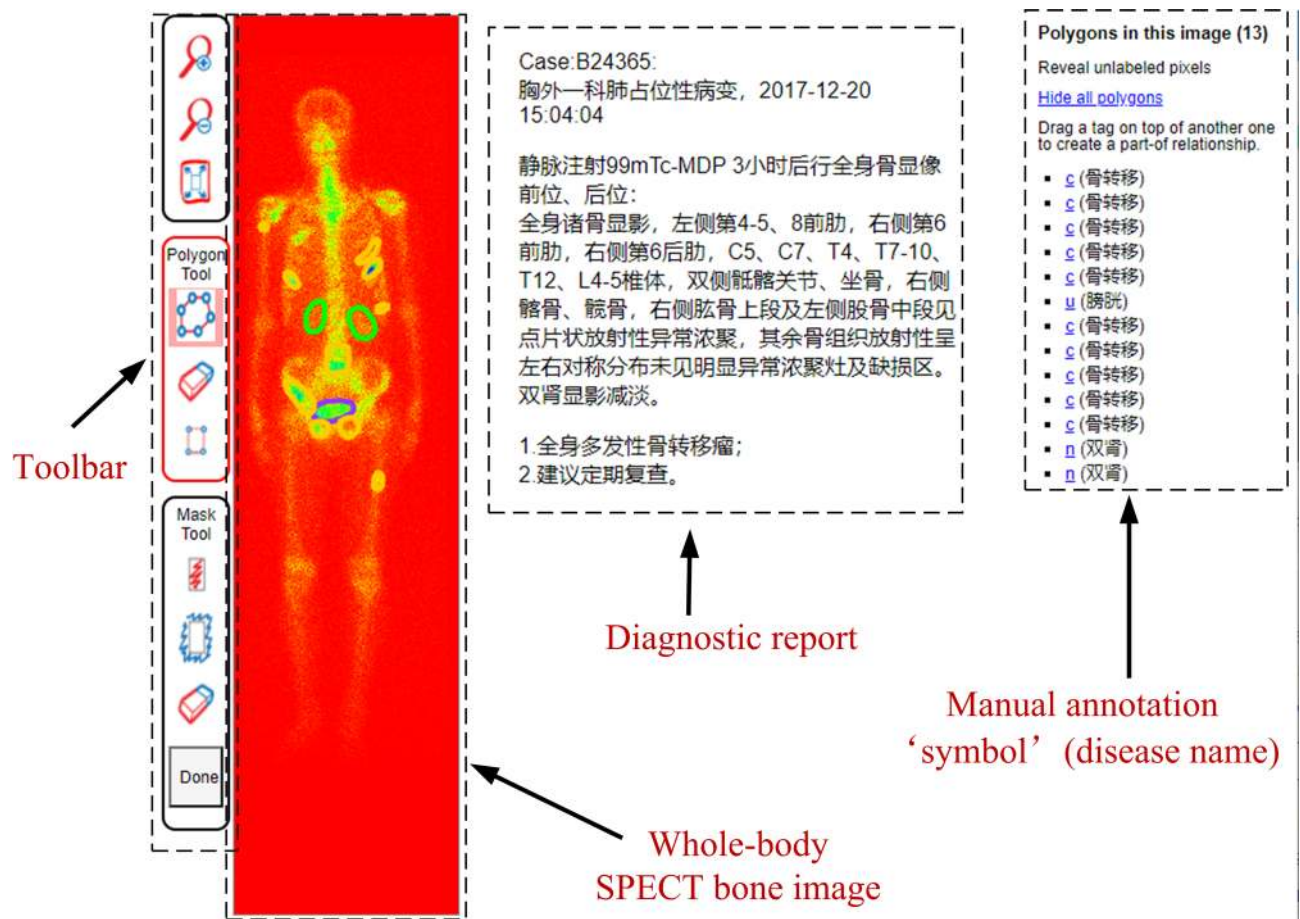 Polygon
Tool
Mask
Tool
Done
Toolbar
Whole-body
SPECT bone image
Case:B24365:
胸外一科肺占位性病变，2017-12-20
15:04:04
静脉注射99mTc-MDP 3小时后行全身骨显像
前位、后位：
全身诸骨显影，左侧第4-5、8前肋，右侧第6
前肋，右侧第6后肋，C5、C7、T4、T7-10、
T12、L4-5椎体，双侧骶髂关节、坐骨，右侧
髂骨、髋骨，右侧肱骨上段及左侧股骨中段见
点片状放射性异常浓聚，其余骨组织放射性呈
左右对称分布未见明显异常浓聚灶及缺损区。
双肾显影减淡。
1.全身多发性骨转移瘤；
2.建议定期复查。
Diagnostic report
Polygons in this image (13)
Reveal unlabeled pixels
Hide all polygons
Drag a tag on top of another one
to create a part-of relationship.
c (骨转移)
c (骨转移)
c (骨转移)
c (骨转移)
c (骨转移)
u (膀胱)
c (骨转移)
c (骨转移)
c (骨转移)
c (骨转移)
c (骨转移)
n (双肾)
n (双肾)
Manual annotation
‘symbol’ (disease name)